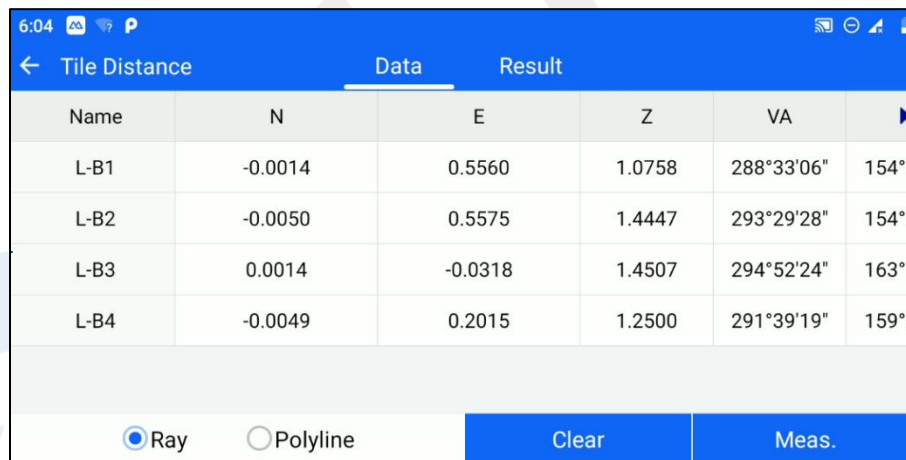 6:04
Tile Distance Data Result
Name N E Z VA
L-B1 -0.0014 0.5560 1.0758 288°33'06" 154°
L-B2 -0.0050 0.5575 1.4447 293°29'28" 154°
L-B3 0.0014 -0.0318 1.4507 294°52'24" 163°
L-B4 -0.0049 0.2015 1.2500 291°39'19" 159°
Ray Polyline Clear Meas.